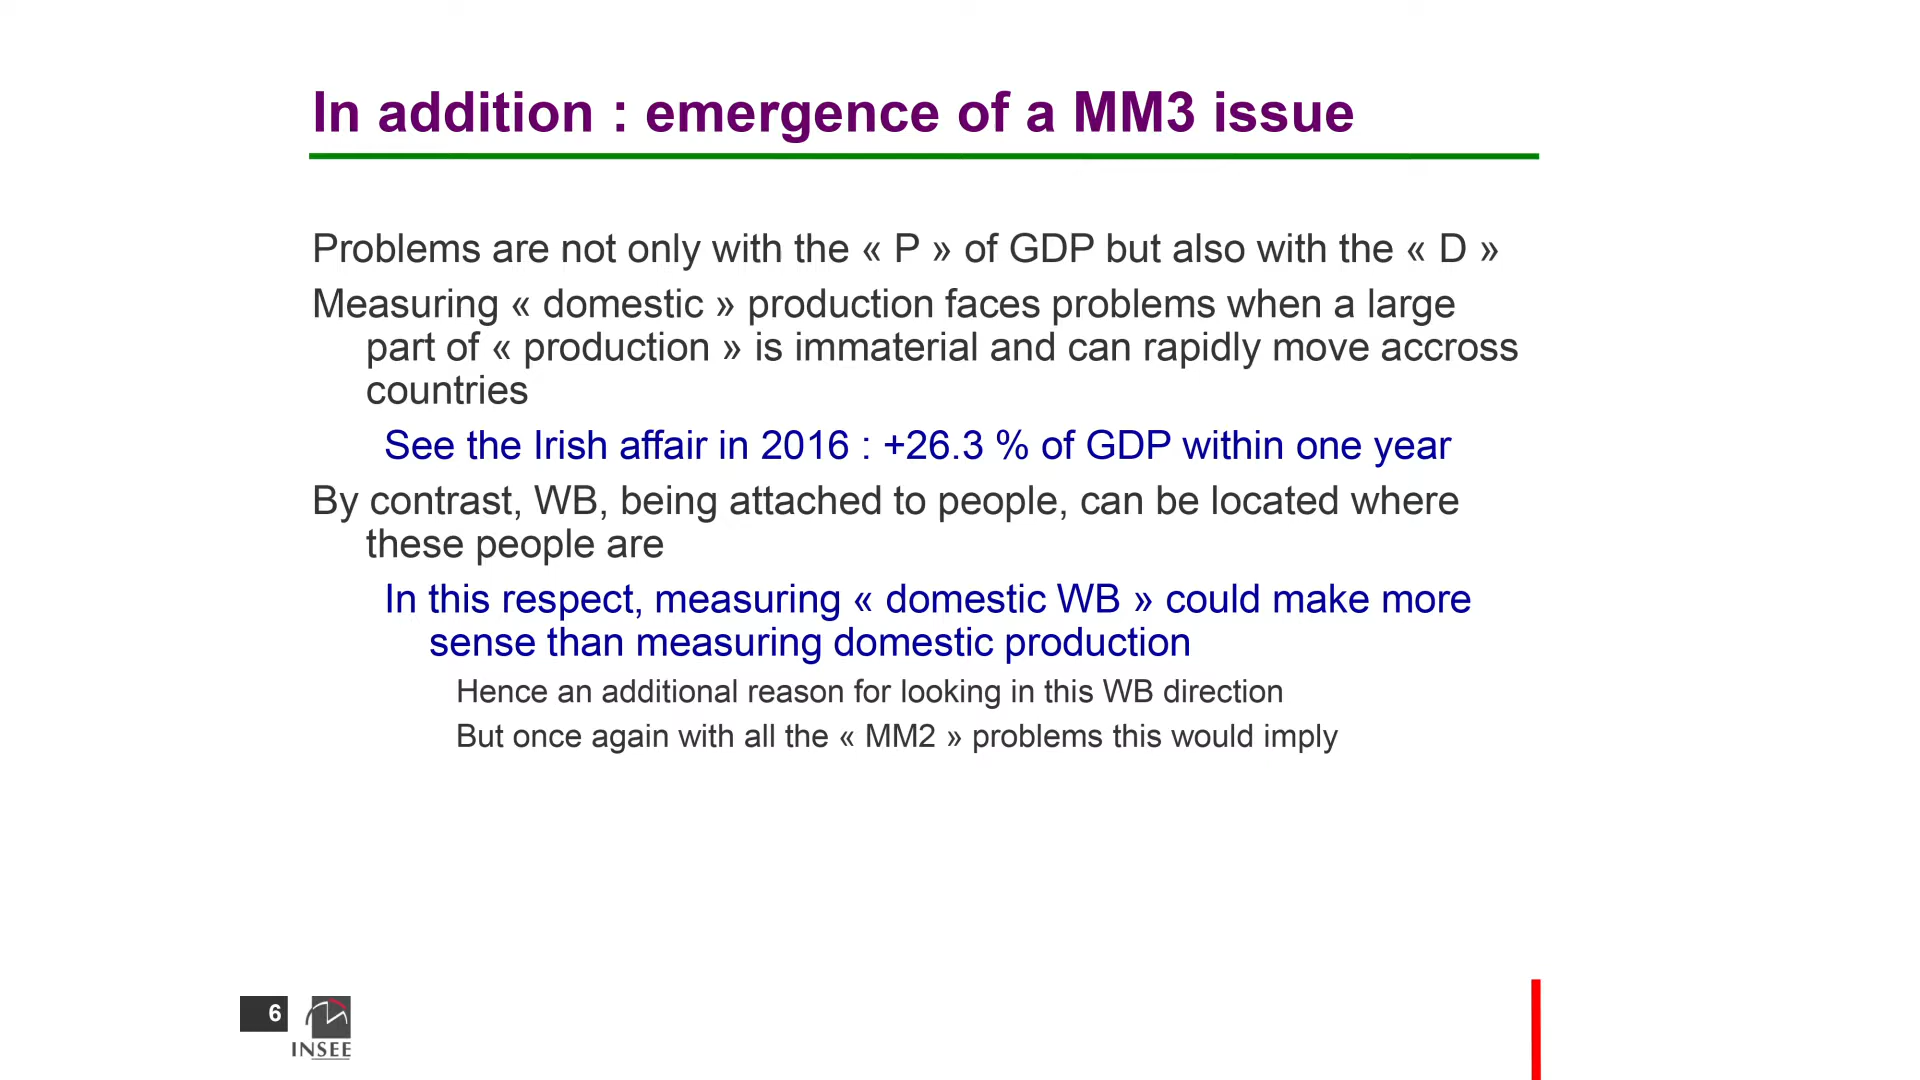 In addition : emergence of a MM3 issue
Problems are not only with the « P » of GDP but also with the « D »
Measuring « domestic » production faces problems when a large
part of « production » is immaterial and can rapidly move accross
countries
See the Irish affair in 2016 : +26.3 % of GDP within one year
By contrast, WB, being attached to people, can be located where
these people are
In this respect, measuring « domestic WB » could make more
sense than measuring domestic production
Hence an additional reason for looking in this WB direction
But once again with all the « MM2 » problems this would imply
6
INSEE